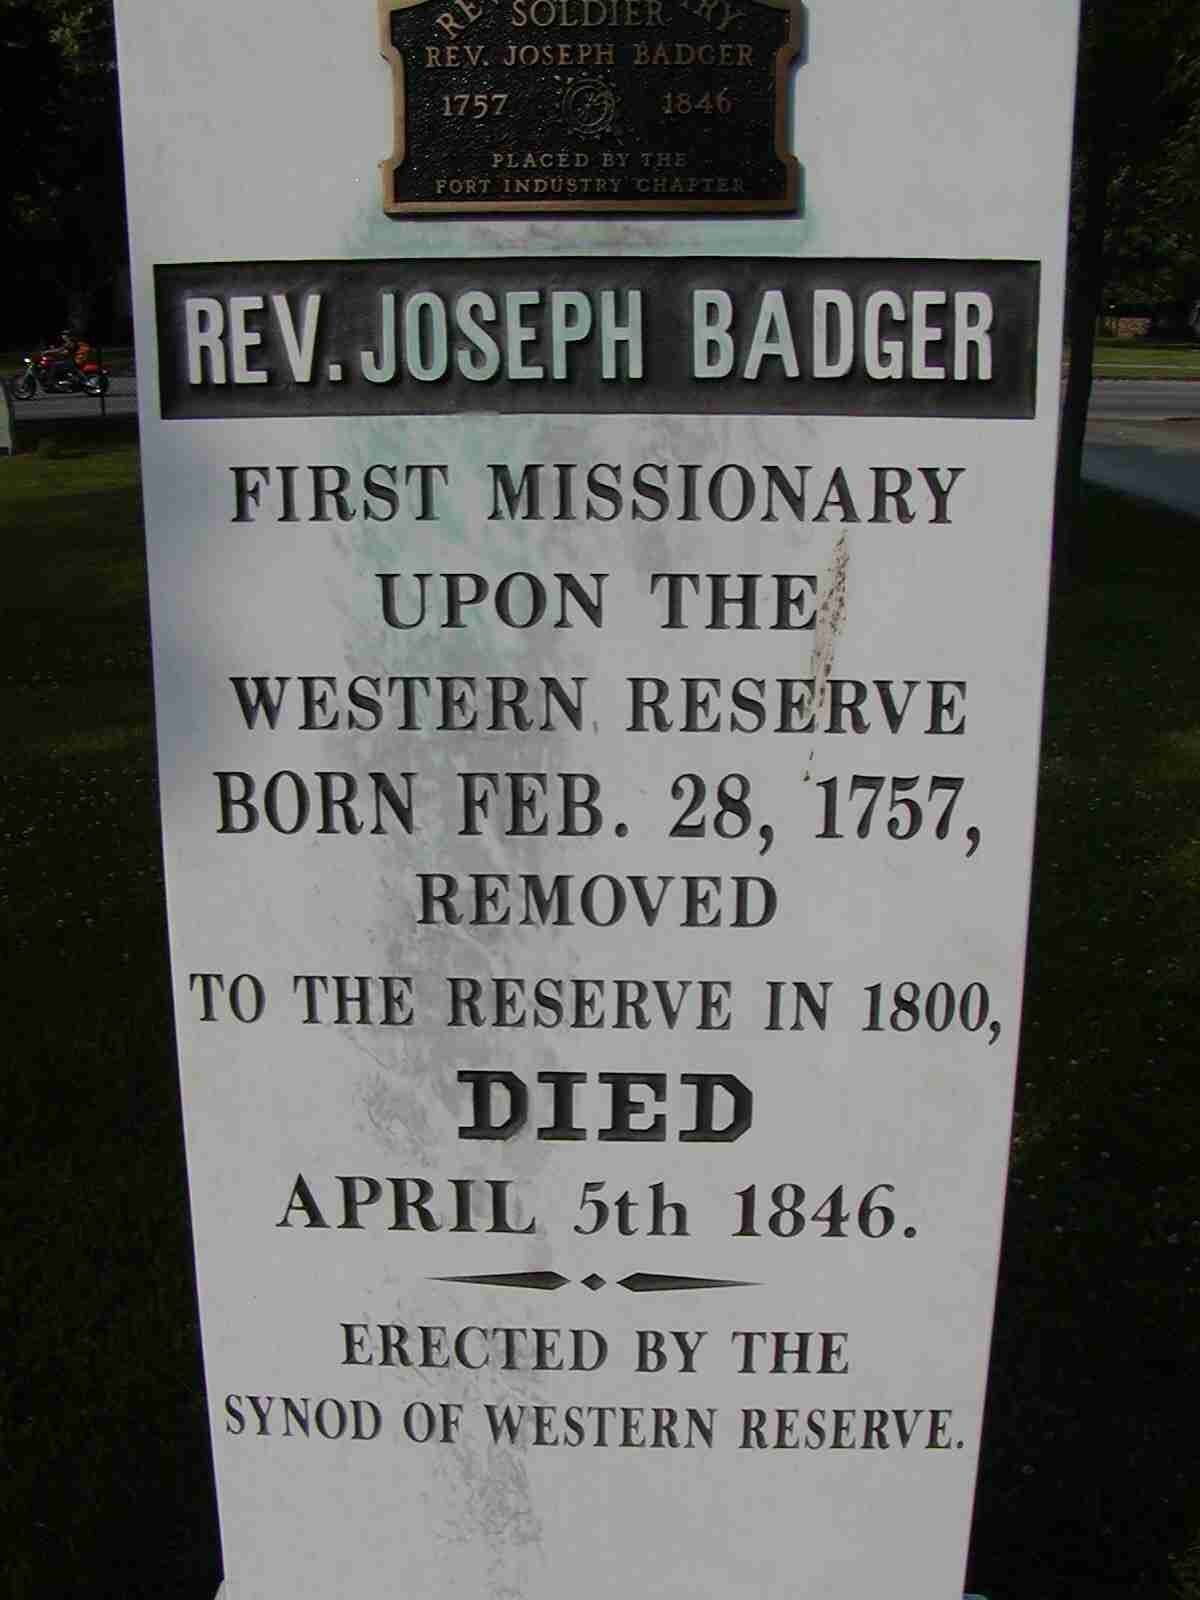 SOLDIER
REV. JOSEPH BADGER
1757 1846
PLACED BY THE
FORT INDUSTRY CHAPTER
REV. JOSEPH BADGER
FIRST MISSIONARY
UPON THE
WESTERN RESERVE
BORN FEB. 28, 1757,
REMOVED
TO THE RESERVE IN 1800,
DIED
APRIL 5th 1846.
ERECTED BY THE
SYNOD OF WESTERN RESERVE.